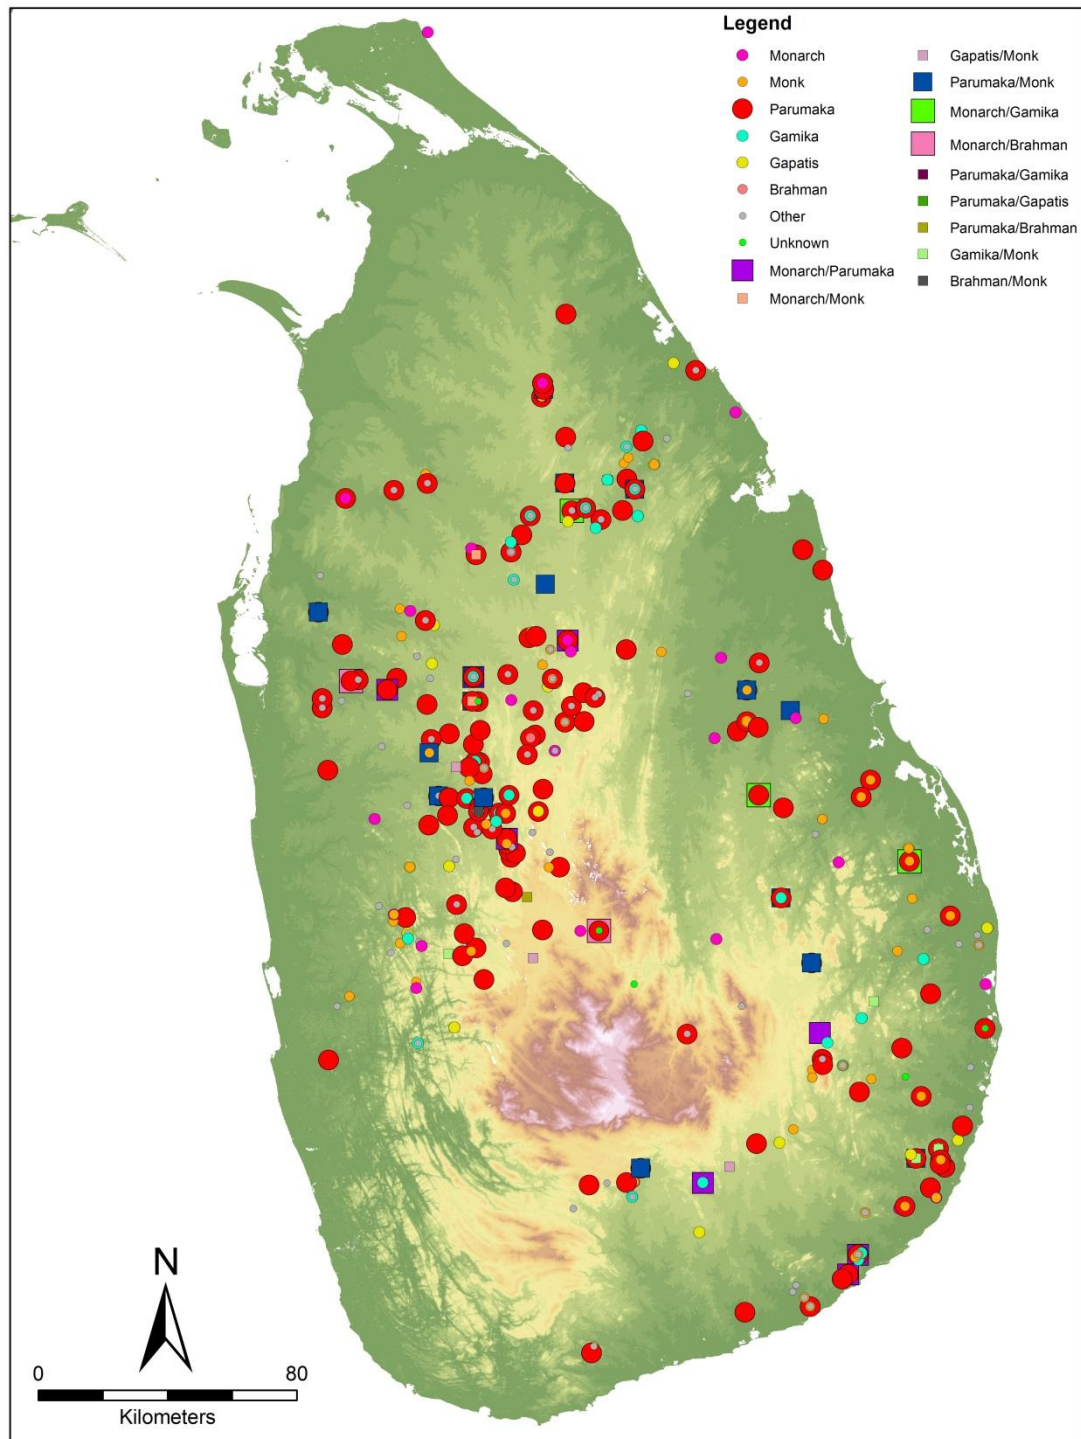 Legend
Monarch
Monk
Parumaka
Gamika
Gapatis
Brahman
Other
Unknown
Monarch/Parumaka
Monarch/Monk
Gapatis/Monk
Parumaka/Monk
Monarch/Gamika
Monarch/Brahman
Parumaka/Gamika
Parumaka/Gapatis
Parumaka/Brahman
Gamika/Monk
Brahman/Monk
N
0 80
Kilometers